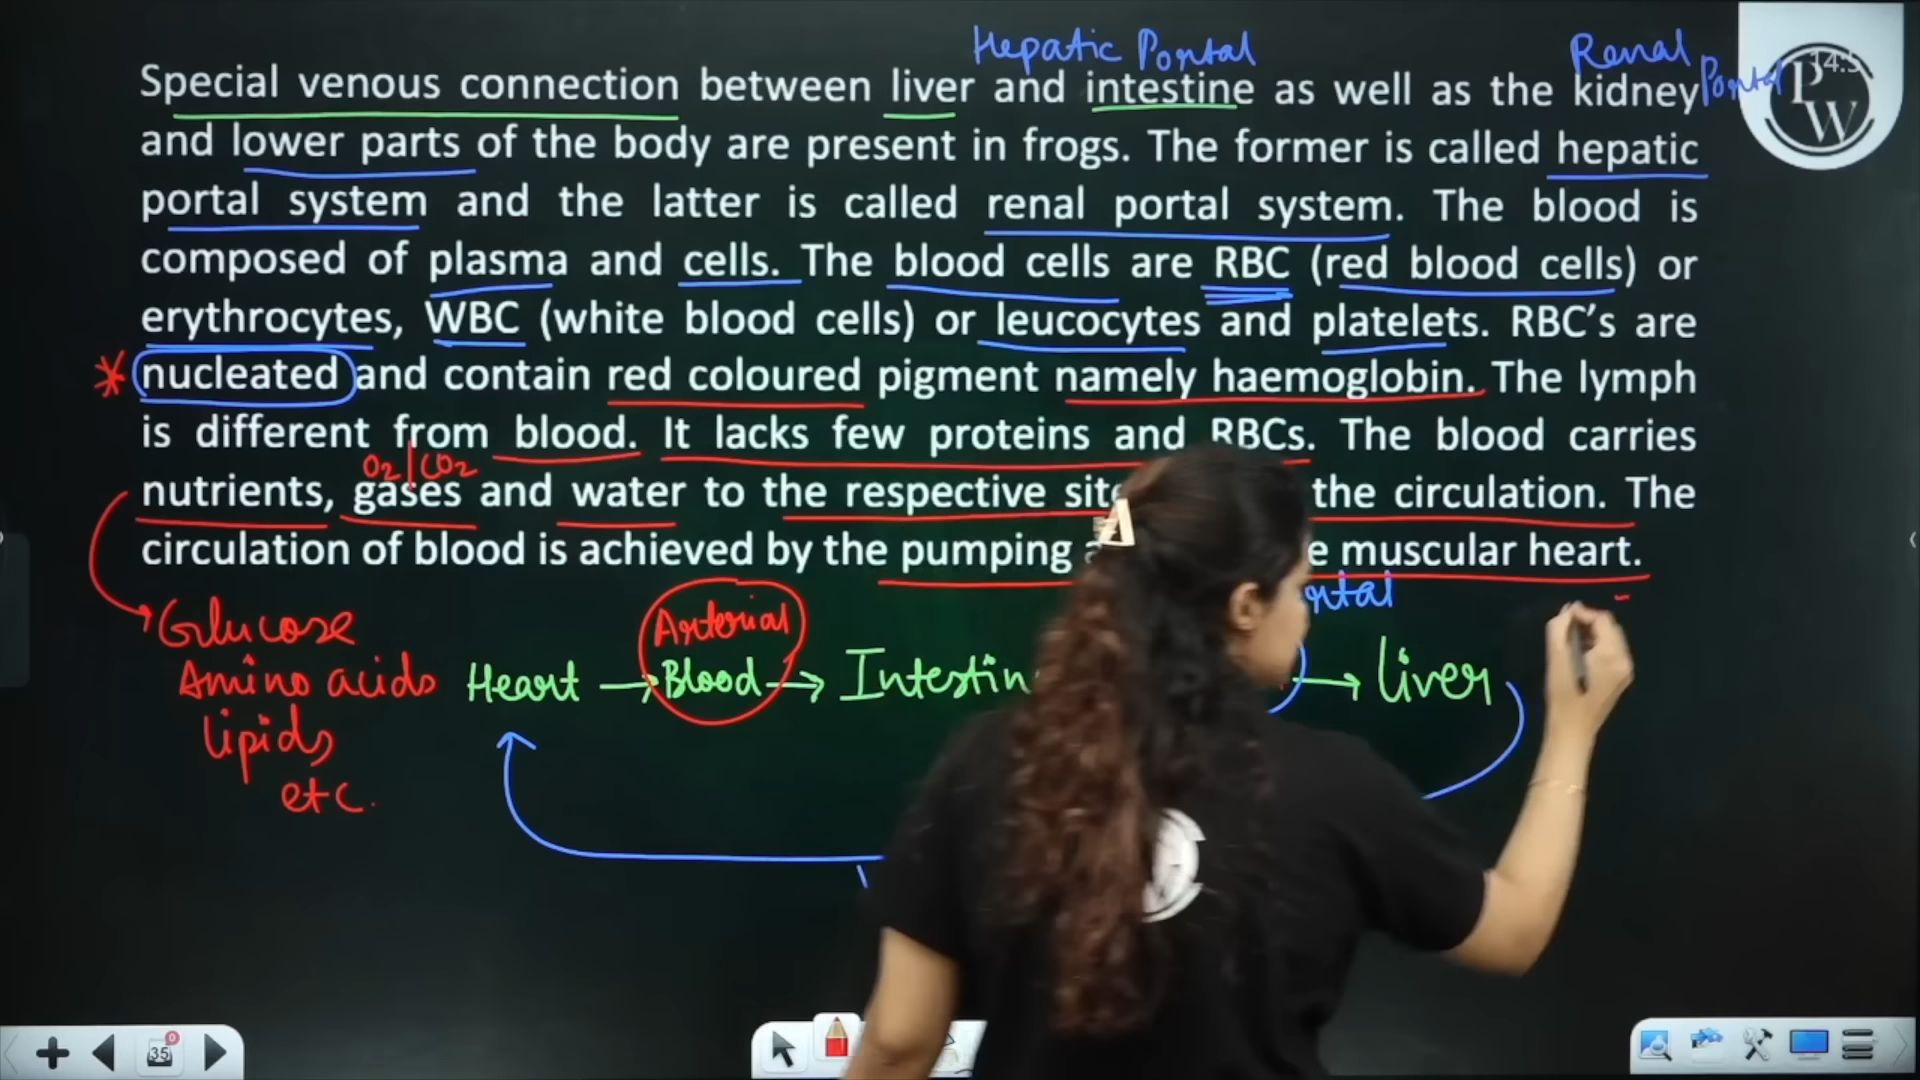 Hepatic Portal
Renal
Portal
14:5
PW
Special venous connection between liver and intestine as well as the kidney
and lower parts of the body are present in frogs. The former is called hepatic
portal system and the latter is called renal portal system. The blood is
composed of plasma and cells. The blood cells are RBC (red blood cells) or
erythrocytes, WBC (white blood cells) or leucocytes and platelets. RBC's are
* nucleated and contain red coloured pigment namely haemoglobin. The lymph
is different from blood. It lacks few proteins and RBCs. The blood carries
O2/CO2
nutrients, gases and water to the respective site the circulation. The
circulation of blood is achieved by the pumping muscular heart.
Glucose
Amino acids
Lipids
etc.
Arterial
Heart → Blood → Intestin → Liver
35
0